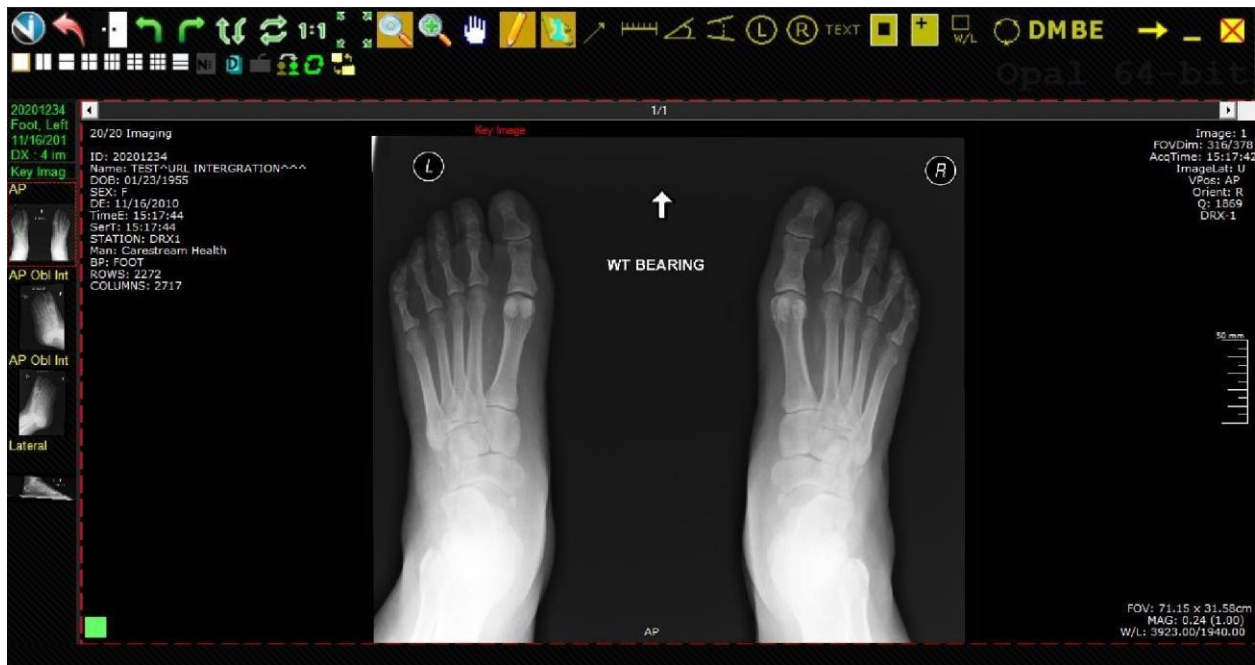 1:1
L
R
TEXT
W/L
DMBE
Opal 64-bit
20201234
Foot, Left
11/16/201
DX : 4 im
Key Imag
AP
AP Obl Int
AP Obl Int
Lateral
1/1
20/20 Imaging
ID: 20201234
Name: TEST^URL INTERGRATION^^^
DOB: 01/23/1955
SEX: F
DE: 11/16/2010
TimeE: 15:17:44
SerT: 15:17:44
STATION: DRX1
Man: Carestream Health
BP: FOOT
ROWS: 2272
COLUMNS: 2717
Key Image
L
R
WT BEARING
AP
Image: 1
FOVDim: 316/378
AcqTime: 15:17:42
ImageLat: U
VPos: AP
Orient: R
Q: 1869
DRX-1
50 mm
FOV: 71.15 x 31.58cm
MAG: 0.24 (1.00)
W/L: 3923.00/1940.00